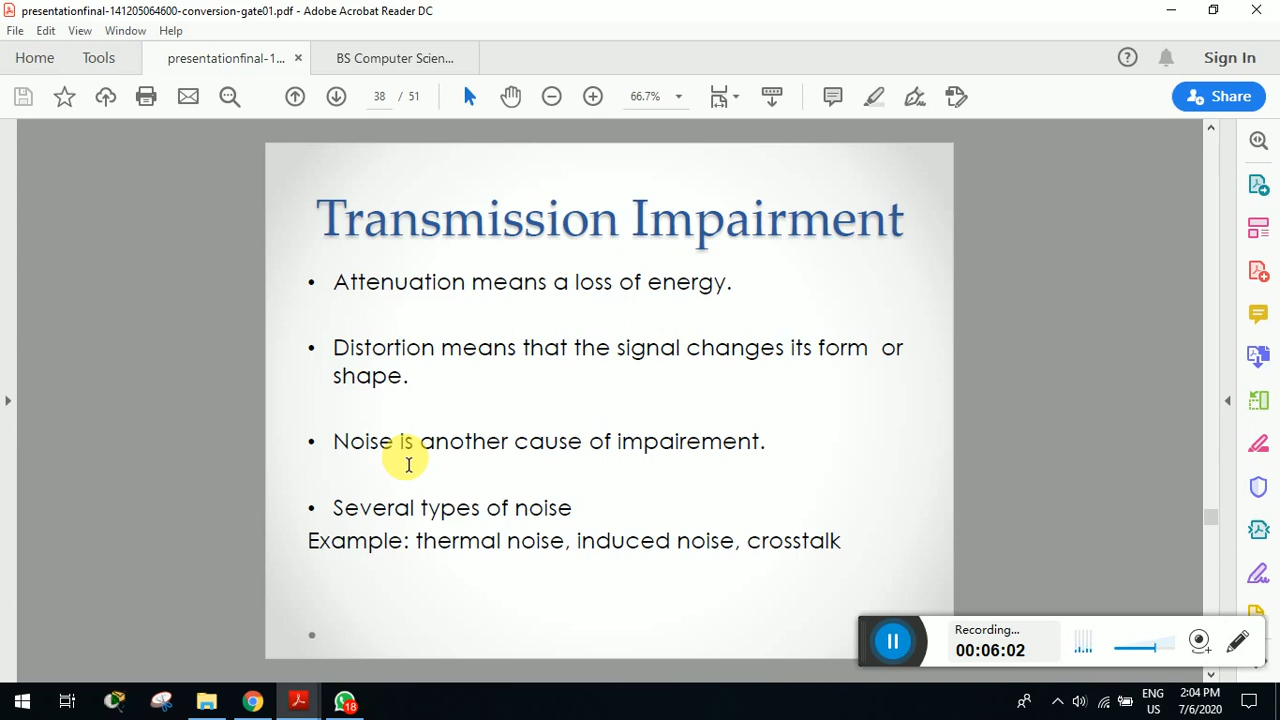 presentationfinal-141205064600-conversion-gate01.pdf - Adobe Acrobat Reader DC
File Edit View Window Help
Home Tools presentationfinal-1... × BS Computer Scien... Sign In
38 / 51 66.7% Share
Transmission Impairment
• Attenuation means a loss of energy.
• Distortion means that the signal changes its form or
shape.
• Noise is another cause of impairement.
• Several types of noise
Example: thermal noise, induced noise, crosstalk
•
Recording...
00:06:02
18
ENG
US
2:04 PM
7/6/2020